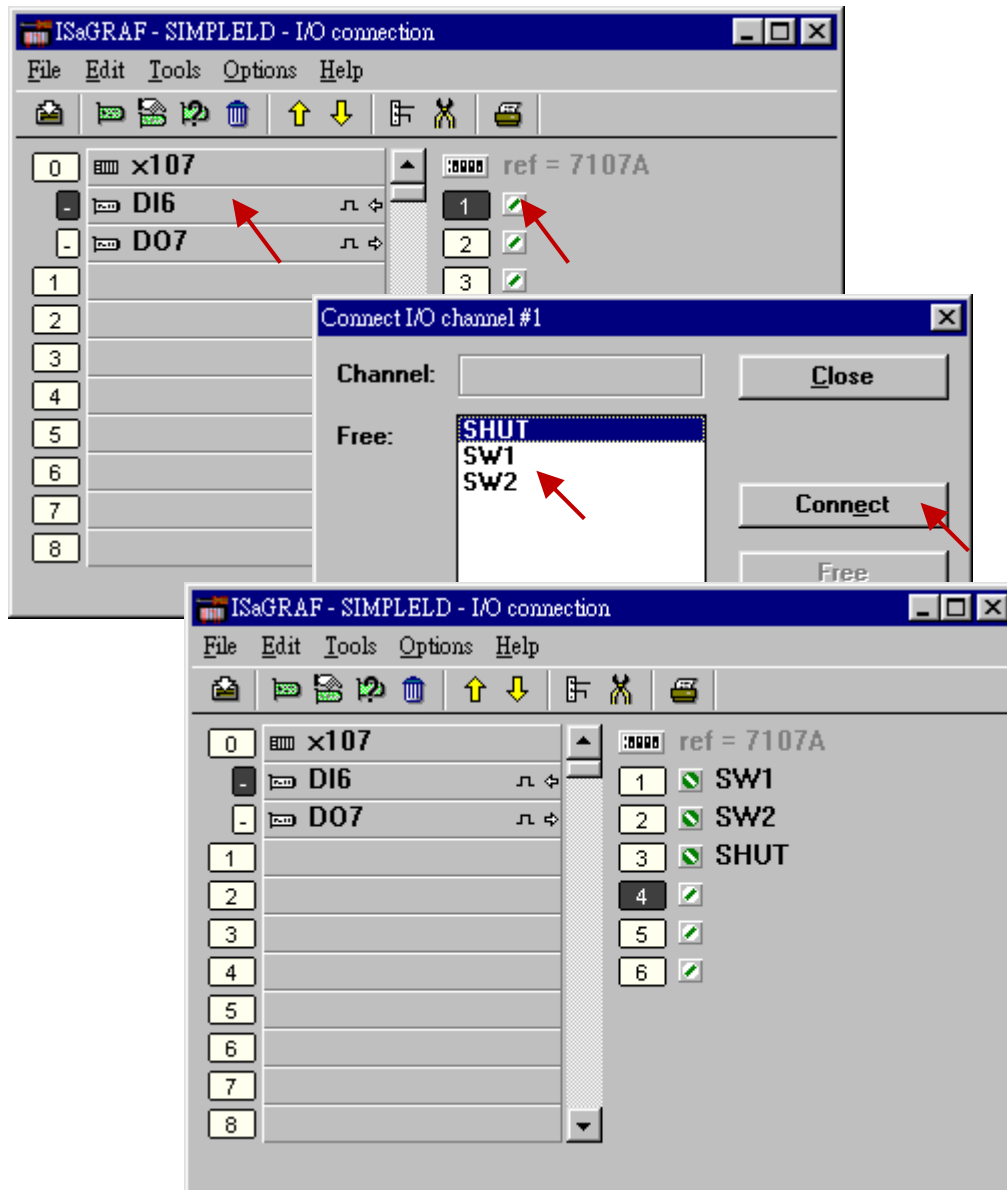 ISaGRAF - SIMPLELD - I/O connection
File Edit Tools Options Help
0 x107 ref = 7107A
- DI6 1
- DO7 2
1 3
2
3
4
5
6
7
8
Connect I/O channel #1
Channel: Close
Free: SHUT
SW1
SW2
Connect
Free
ISaGRAF - SIMPLELD - I/O connection
File Edit Tools Options Help
0 x107 ref = 7107A
- DI6 1 SW1
- DO7 2 SW2
1 3 SHUT
2 4
3 5
4 6
5
6
7
8